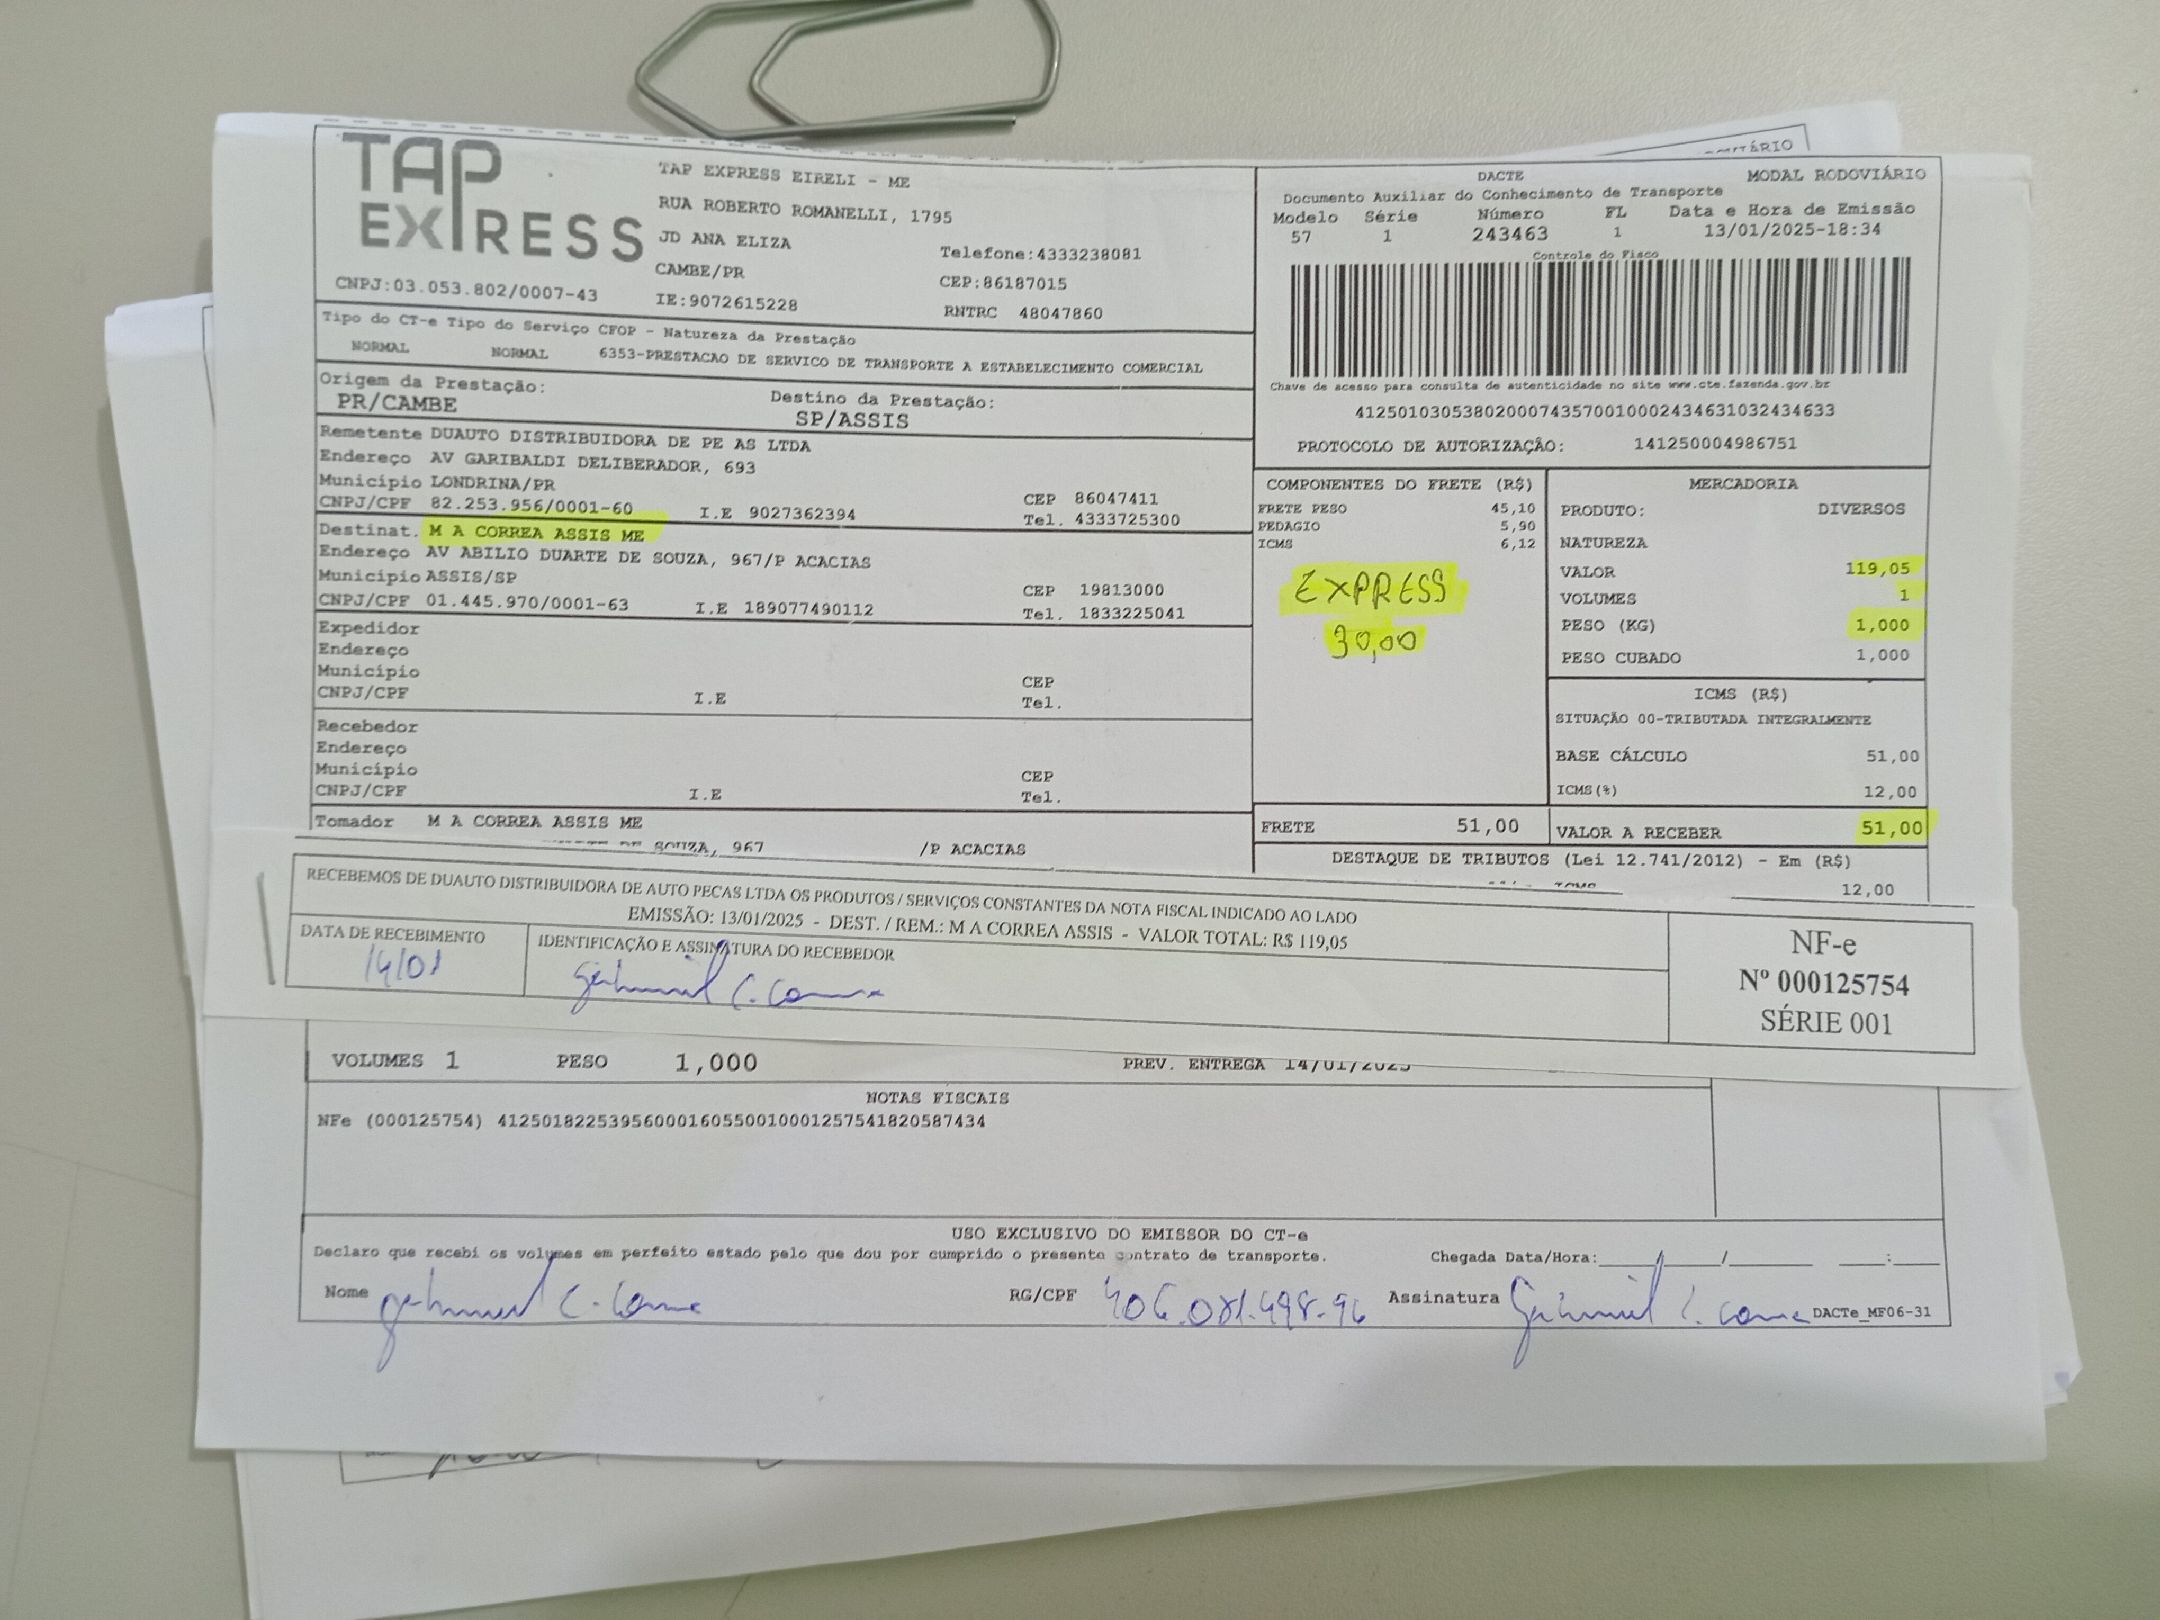 TAP
EXPRESS
CNPJ:03.053.802/0007-43
TAP EXPRESS EIRELI - ME
RUA ROBERTO ROMANELLI, 1795
JD ANA ELIZA
CAMBE/PR
IE:9072615228
Telefone:4333238081
CEP:86187015
RNTRC 48047860
DACTE MODAL RODOVIÁRIO
Documento Auxiliar do Conhecimento de Transporte
Modelo Série Número FL Data e Hora de Emissão
57 1 243463 1 13/01/2025-18:34
Controle do Fisco
Chave de acesso para consulta de autenticidade no site www.cte.fazenda.gov.br
41250103053802000743570010002434631032434633
PROTOCOLO DE AUTORIZAÇÃO: 141250004986751
Tipo do CT-e Tipo do Serviço CFOP - Natureza da Prestação
NORMAL NORMAL 6353-PRESTACAO DE SERVICO DE TRANSPORTE A ESTABELECIMENTO COMERCIAL
Origem da Prestação: Destino da Prestação:
PR/CAMBE SP/ASSIS
Remetente DUAUTO DISTRIBUIDORA DE PE AS LTDA
Endereço AV GARIBALDI DELIBERADOR, 693
Município LONDRINA/PR CEP 86047411
CNPJ/CPF 82.253.956/0001-60 I.E 9027362394 Tel. 4333725300
Destinat. M A CORREA ASSIS ME
Endereço AV ABILIO DUARTE DE SOUZA, 967/P ACACIAS
Município ASSIS/SP CEP 19813000
CNPJ/CPF 01.445.970/0001-63 I.E 189077490112 Tel. 1833225041
Expedidor
Endereço
Município CEP
CNPJ/CPF I.E Tel.
Recebedor
Endereço
Município CEP
CNPJ/CPF I.E Tel.
Tomador M A CORREA ASSIS ME
DE SOUZA, 967 /P ACACIAS
COMPONENTES DO FRETE (R$)
FRETE PESO 45,10
PEDAGIO 5,90
ICMS 6,12
EXPRESS
30,00
FRETE 51,00
MERCADORIA
PRODUTO: DIVERSOS
NATUREZA
VALOR 119,05
VOLUMES 1
PESO (KG) 1,000
PESO CUBADO 1,000
ICMS (R$)
SITUAÇÃO 00-TRIBUTADA INTEGRALMENTE
BASE CÁLCULO 51,00
ICMS(%) 12,00
VALOR A RECEBER 51,00
DESTAQUE DE TRIBUTOS (Lei 12.741/2012) - Em (R$)
12,00
RECEBEMOS DE DUAUTO DISTRIBUIDORA DE AUTO PECAS LTDA OS PRODUTOS / SERVIÇOS CONSTANTES DA NOTA FISCAL INDICADO AO LADO
EMISSÃO: 13/01/2025 - DEST. / REM.: M A CORREA ASSIS - VALOR TOTAL: R$ 119,05
DATA DE RECEBIMENTO
14/01
IDENTIFICAÇÃO E ASSINATURA DO RECEBEDOR
NF-e
Nº 000125754
SÉRIE 001
VOLUMES 1 PESO 1,000 PREV. ENTREGA 14/01/2025
NOTAS FISCAIS
NFe (000125754) 41250182253956000160550010001257541820587434
USO EXCLUSIVO DO EMISSOR DO CT-e
Declaro que recebi os volumes em perfeito estado pelo que dou por cumprido o presente contrato de transporte. Chegada Data/Hora:____/____/____ ___:___
Nome RG/CPF 406.081.498-96 Assinatura DACTe_MF06-31